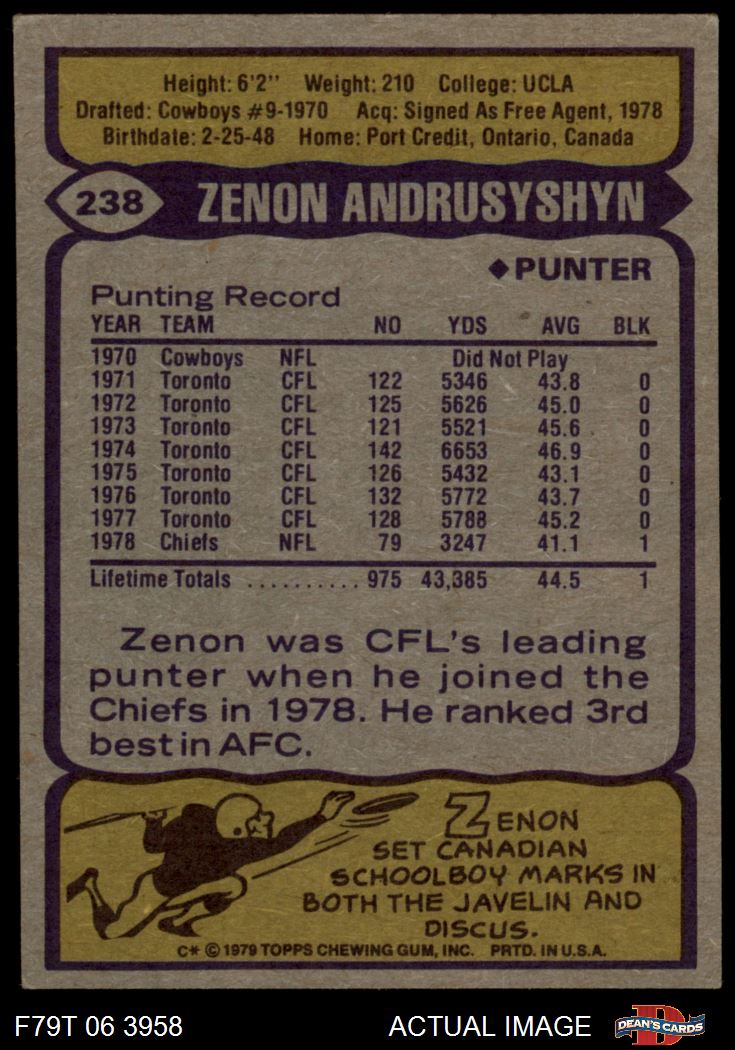 Height: 6'2" Weight: 210 College: UCLA
Drafted: Cowboys #9-1970 Acq: Signed As Free Agent, 1978
Birthdate: 2-25-48 Home: Port Credit, Ontario, Canada
238 ZENON ANDRUSYSHYN
◆PUNTER
Punting Record
YEAR TEAM NO YDS AVG BLK
1970 Cowboys NFL Did Not Play
1971 Toronto CFL 122 5346 43.8 0
1972 Toronto CFL 125 5626 45.0 0
1973 Toronto CFL 121 5521 45.6 0
1974 Toronto CFL 142 6653 46.9 0
1975 Toronto CFL 126 5432 43.1 0
1976 Toronto CFL 132 5772 43.7 0
1977 Toronto CFL 128 5788 45.2 0
1978 Chiefs NFL 79 3247 41.1 1
Lifetime Totals .......... 975 43,385 44.5 1
Zenon was CFL's leading
punter when he joined the
Chiefs in 1978. He ranked 3rd
best in AFC.
ZENON
SET CANADIAN
SCHOOLBOY MARKS IN
BOTH THE JAVELIN AND
DISCUS.
C* © 1979 TOPPS CHEWING GUM, INC. PRTD. IN U.S.A.
F79T 06 3958 ACTUAL IMAGE D DEAN'S CARDS